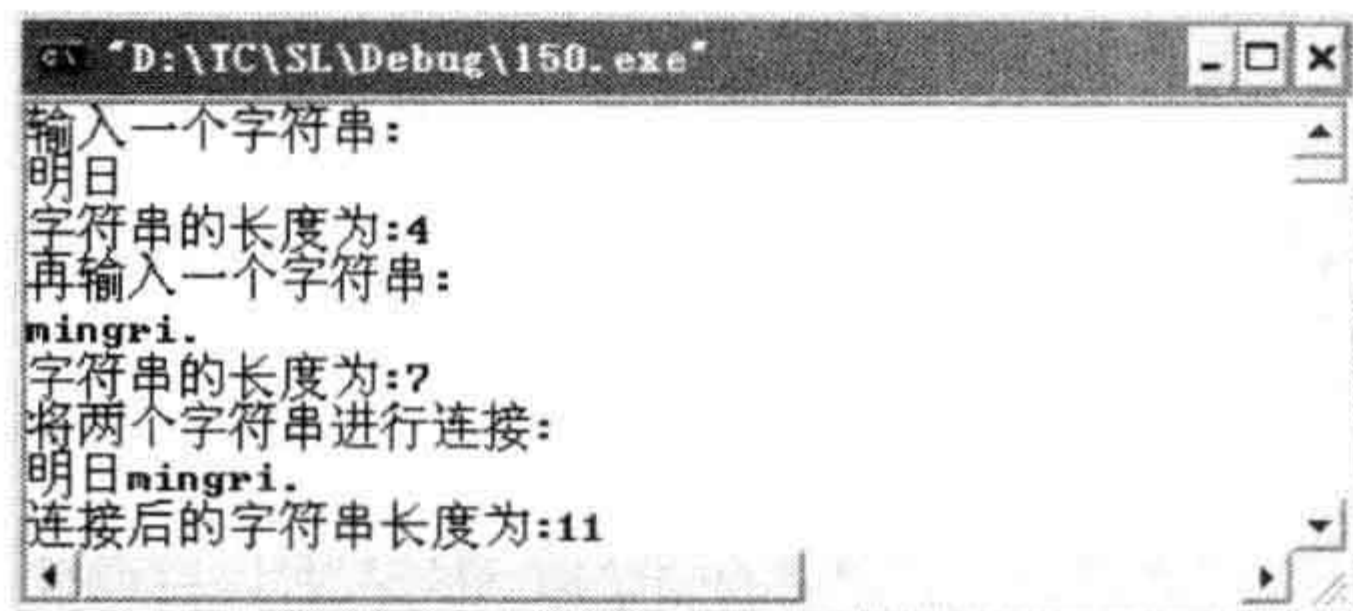 "D:\TC\SL\Debug\150.exe"
输入一个字符串:
明日
字符串的长度为:4
再输入一个字符串:
mingri.
字符串的长度为:7
将两个字符串进行连接:
明日mingri.
连接后的字符串长度为:11